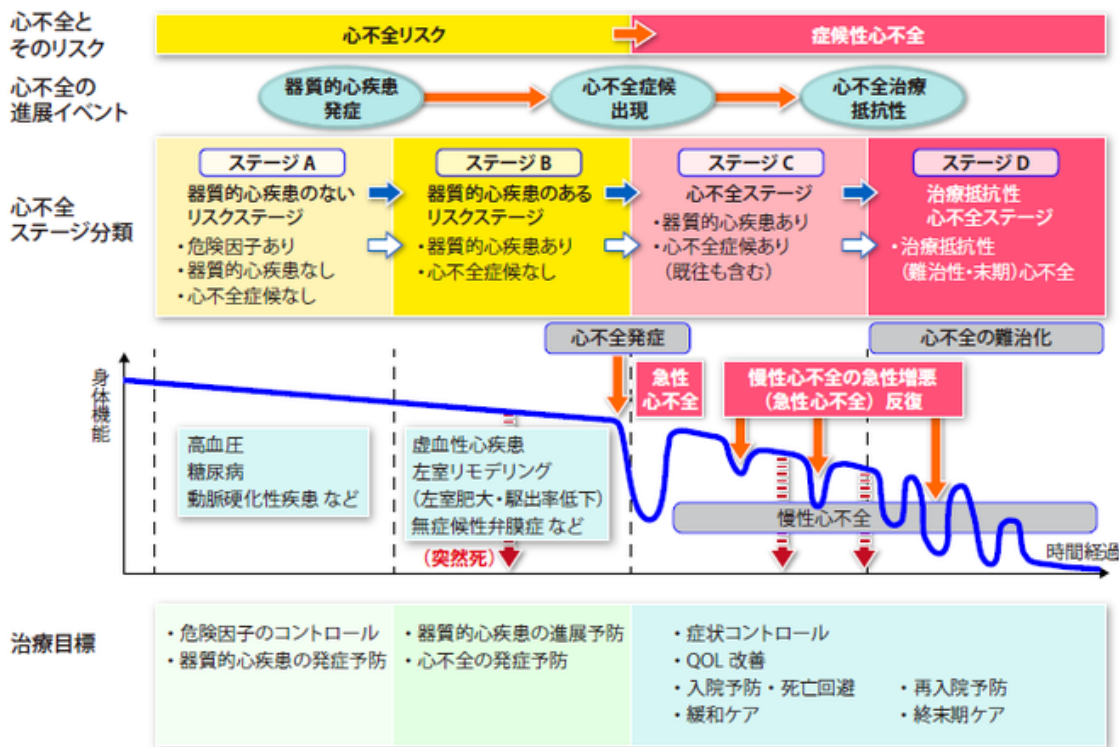 心不全と
そのリスク
心不全リスク
症候性心不全
心不全の
進展イベント
器質的心疾患
発症
心不全症候
出現
心不全治療
抵抗性
心不全
ステージ分類
ステージ A
器質的心疾患のない
リスクステージ
・危険因子あり
・器質的心疾患なし
・心不全症候なし
ステージ B
器質的心疾患のある
リスクステージ
・器質的心疾患あり
・心不全症候なし
ステージ C
心不全ステージ
・器質的心疾患あり
・心不全症候あり
(既往も含む)
ステージ D
治療抵抗性
心不全ステージ
・治療抵抗性
(難治性・末期)心不全
心不全発症
心不全の難治化
身体機能
急性
心不全
慢性心不全の急性増悪
(急性心不全) 反復
高血圧
糖尿病
動脈硬化性疾患 など
虚血性心疾患
左室リモデリング
(左室肥大・駆出率低下)
無症候性弁膜症 など
(突然死)
慢性心不全
時間経過
治療目標
・危険因子のコントロール
・器質的心疾患の発症予防
・器質的心疾患の進展予防
・心不全の発症予防
・症状コントロール
・QOL 改善
・入院予防・死亡回避
・緩和ケア
・再入院予防
・終末期ケア